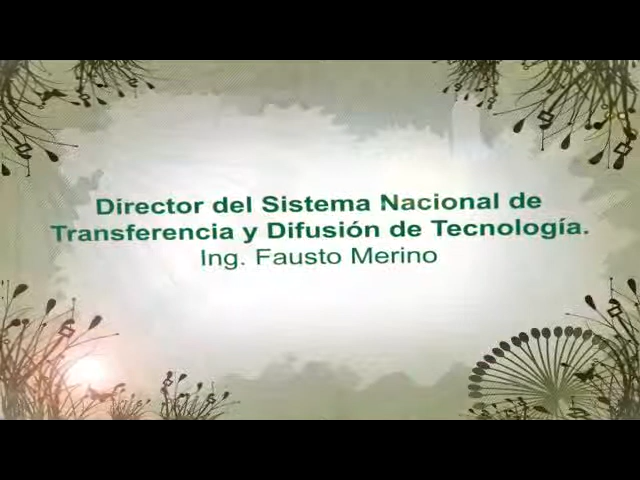 Director del Sistema Nacional de
Transferencia y Difusión de Tecnología.
Ing. Fausto Merino